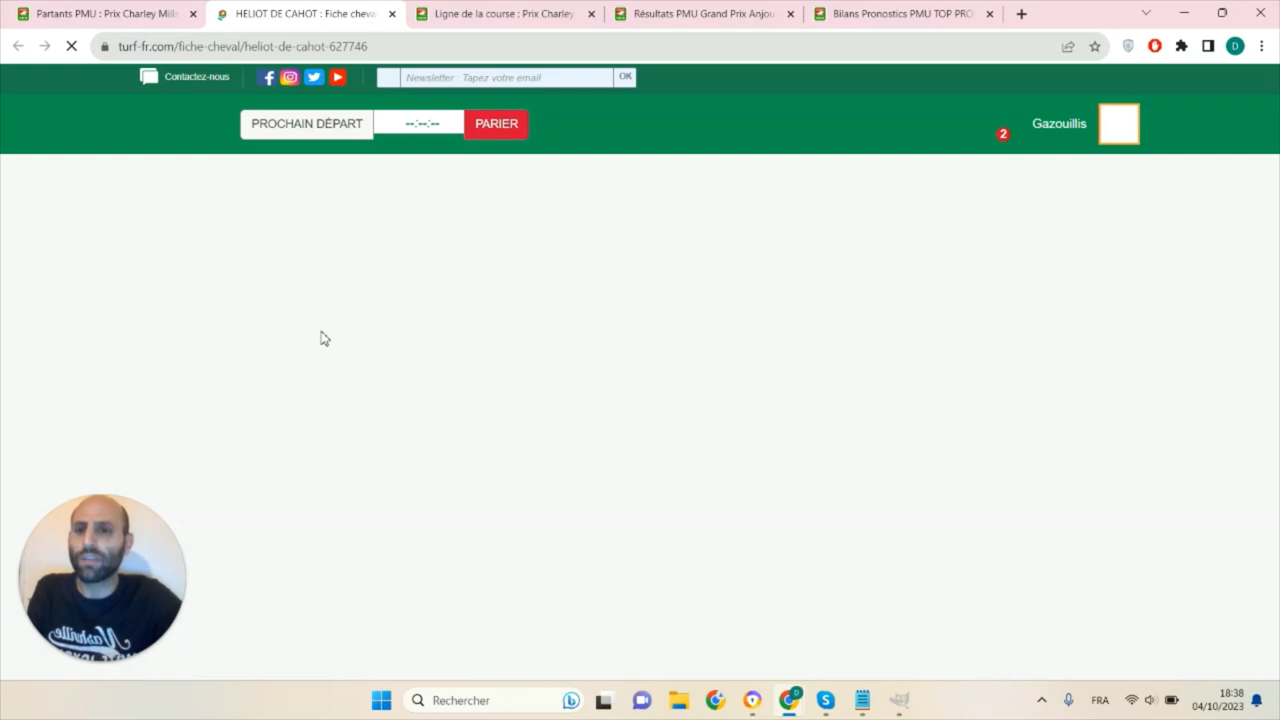 Partants PMU : Prix Charley Mills
HELIOT DE CAHOT : Fiche cheva
Ligne de la course : Prix Charley
Résultats PMU Grand Prix Anjou
Bilans Pronostics PMU TOP PRO
turf-fr.com/fiche-cheval/heliot-de-cahot-627746
D
Contactez-nous
Newsletter : Tapez votre email
OK
PROCHAIN DÉPART
--:--:--
PARIER
2
Gazouillis
Nashville
Rechercher
D
FRA
18:38
04/10/2023